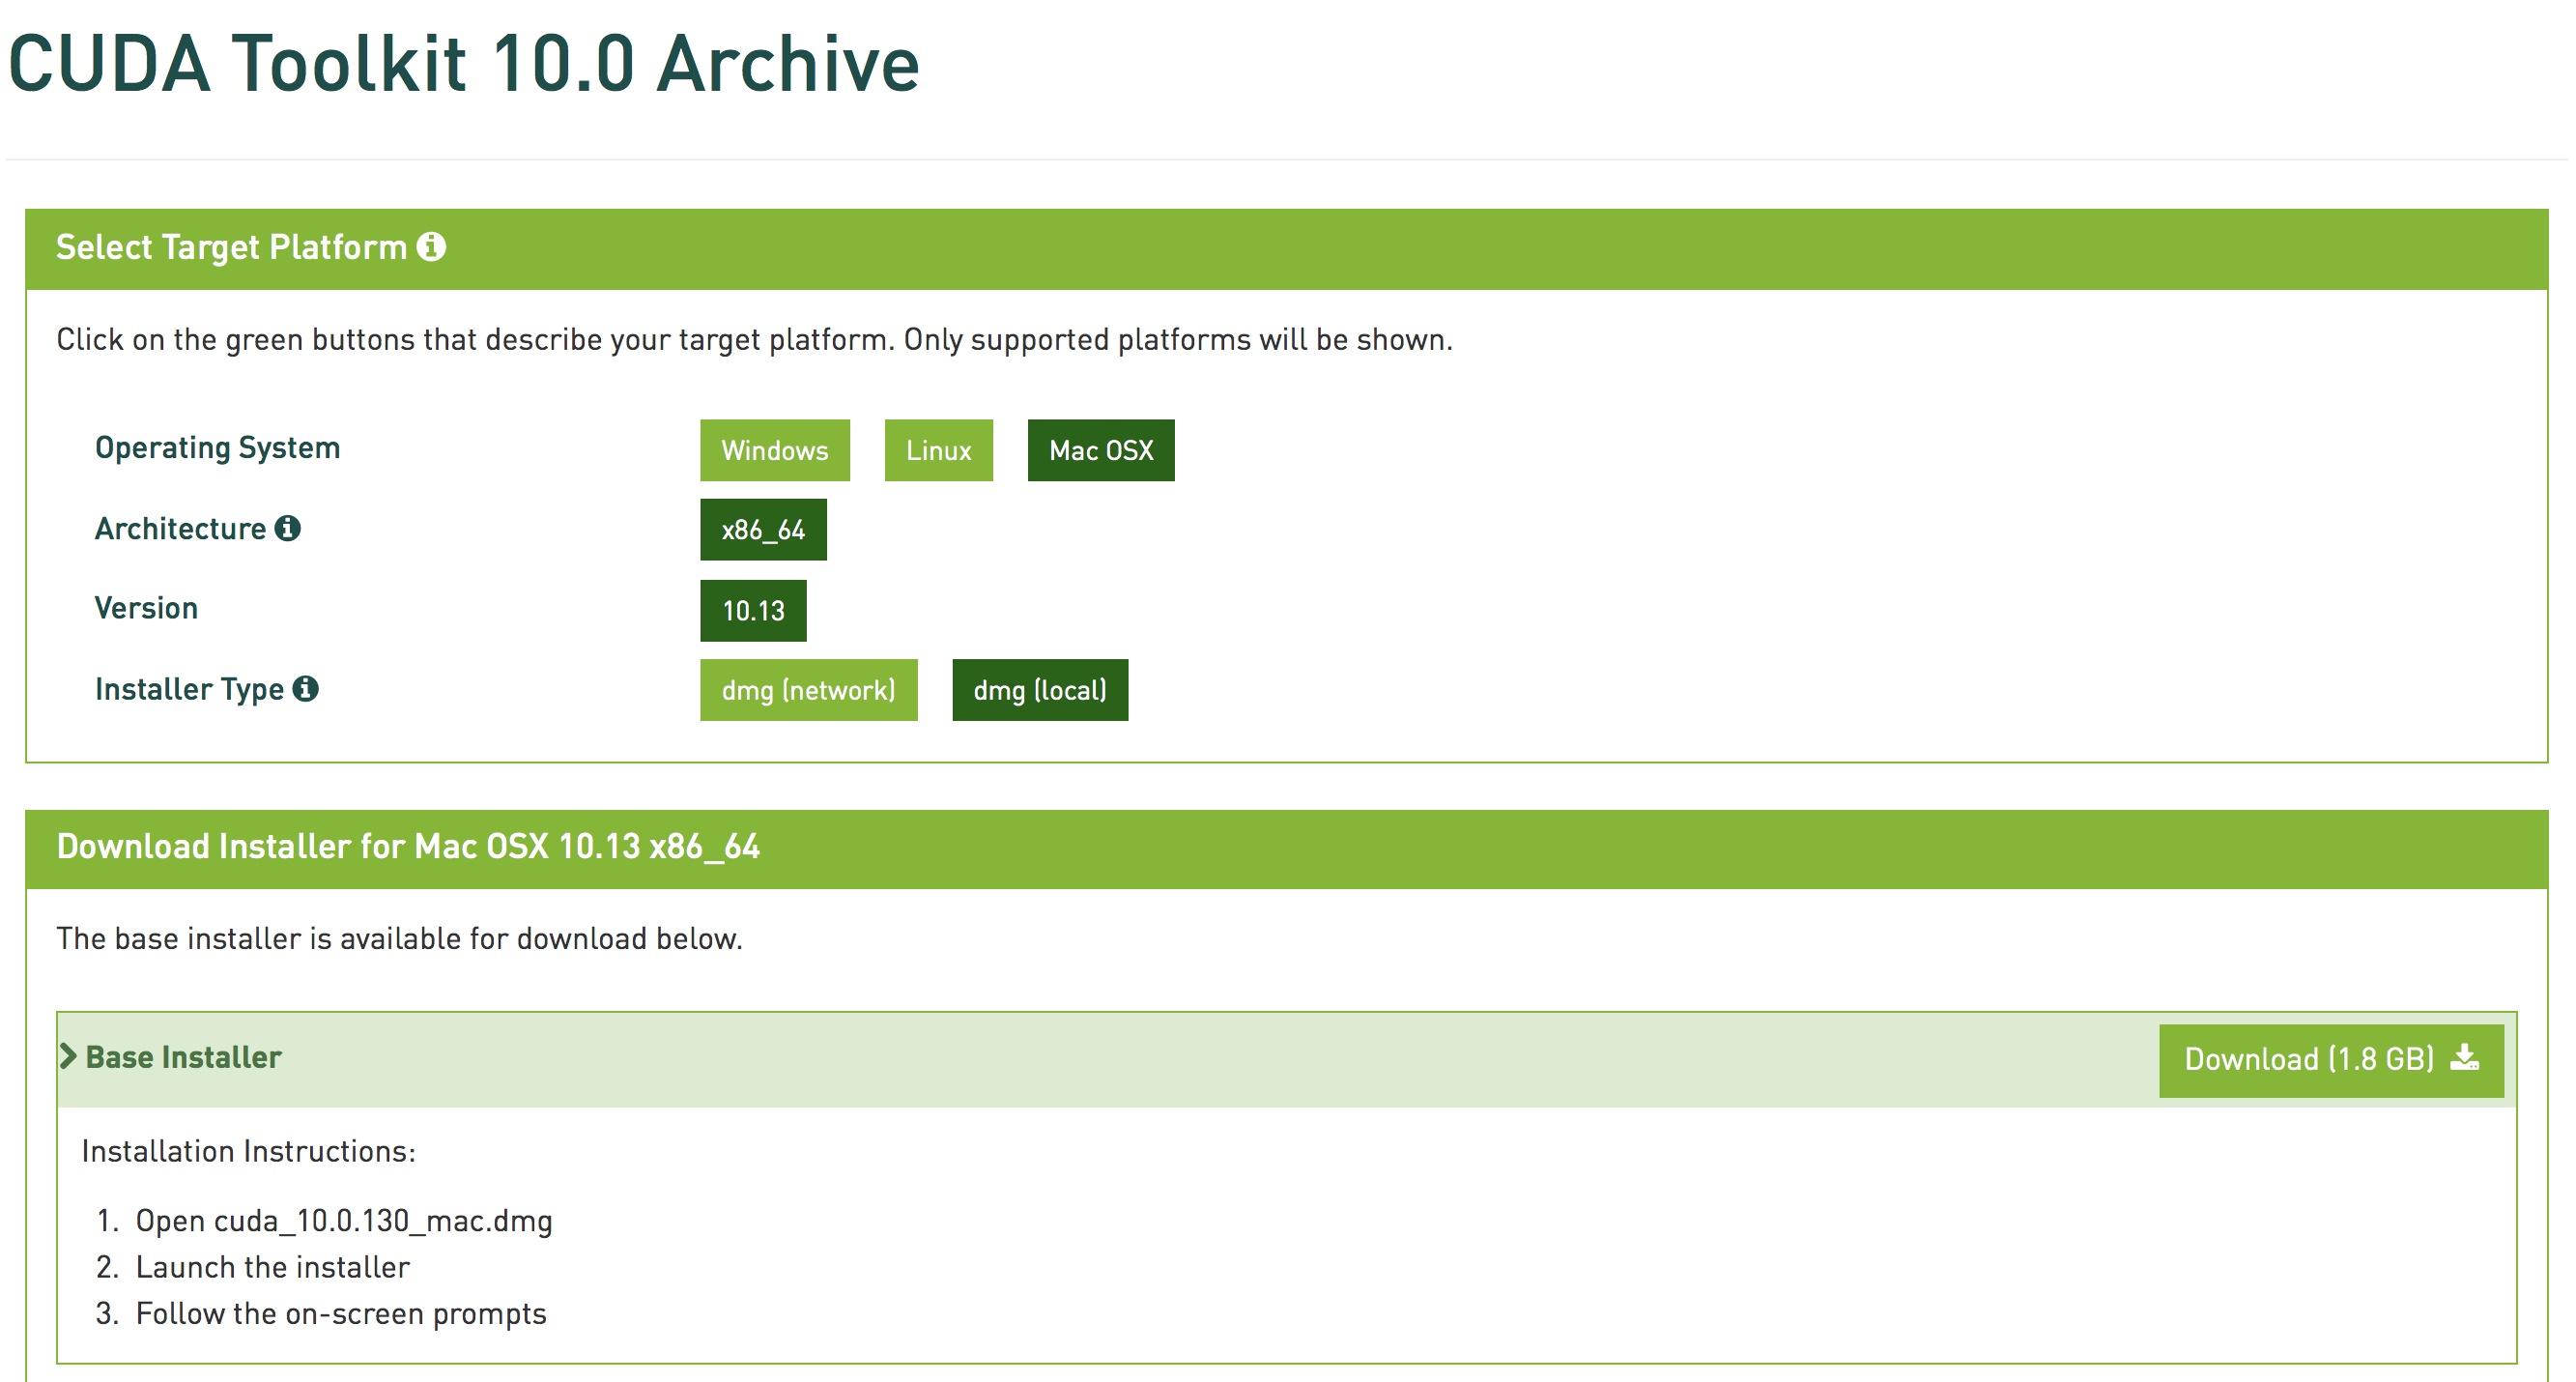 CUDA Toolkit 10.0 Archive
Select Target Platform
Click on the green buttons that describe your target platform. Only supported platforms will be shown.
Operating System Windows Linux Mac OSX
Architecture x86_64
Version 10.13
Installer Type dmg (network) dmg (local)
Download Installer for Mac OSX 10.13 x86_64
The base installer is available for download below.
Base Installer Download (1.8 GB)
Installation Instructions:
1. Open cuda_10.0.130_mac.dmg
2. Launch the installer
3. Follow the on-screen prompts